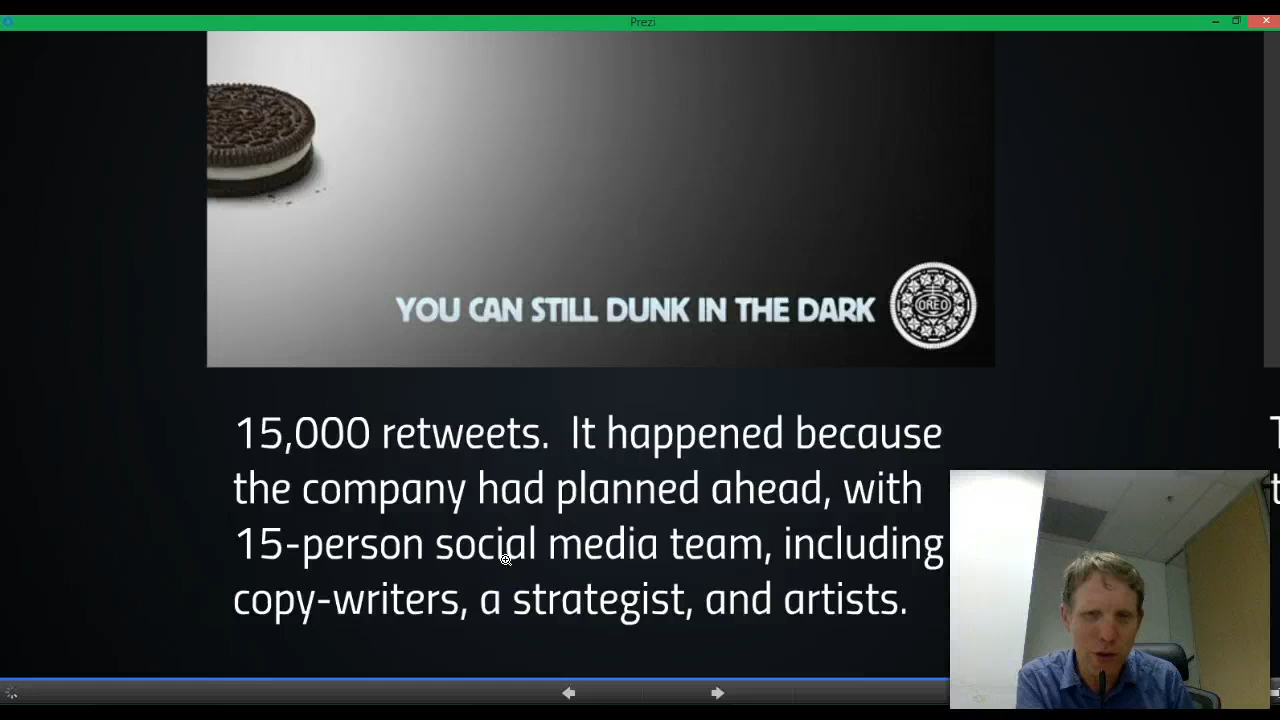 Prezi
YOU CAN STILL DUNK IN THE DARK
OREO
15,000 retweets.  It happened because
the company had planned ahead, with
15-person social media team, including
copy-writers, a strategist, and artists.